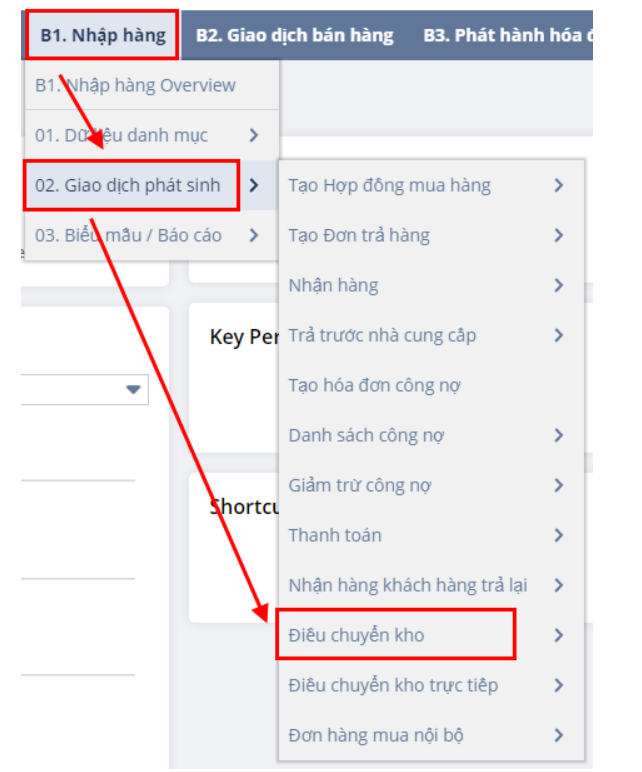 B1. Nhập hàng B2. Giao dịch bán hàng B3. Phát hành hóa
B1. Nhập hàng Overview
01. Dữ liệu danh mục
02. Giao dịch phát sinh
03. Biểu mẫu / Báo cáo
Tạo Hợp đồng mua hàng
Tạo Đơn trả hàng
Nhận hàng
Trả trước nhà cung cấp
Tạo hóa đơn công nợ
Danh sách công nợ
Giảm trừ công nợ
Thanh toán
Nhận hàng khách hàng trả lại
Điều chuyển kho
Điều chuyển kho trực tiếp
Đơn hàng mua nội bộ
Key Per
Shortcu